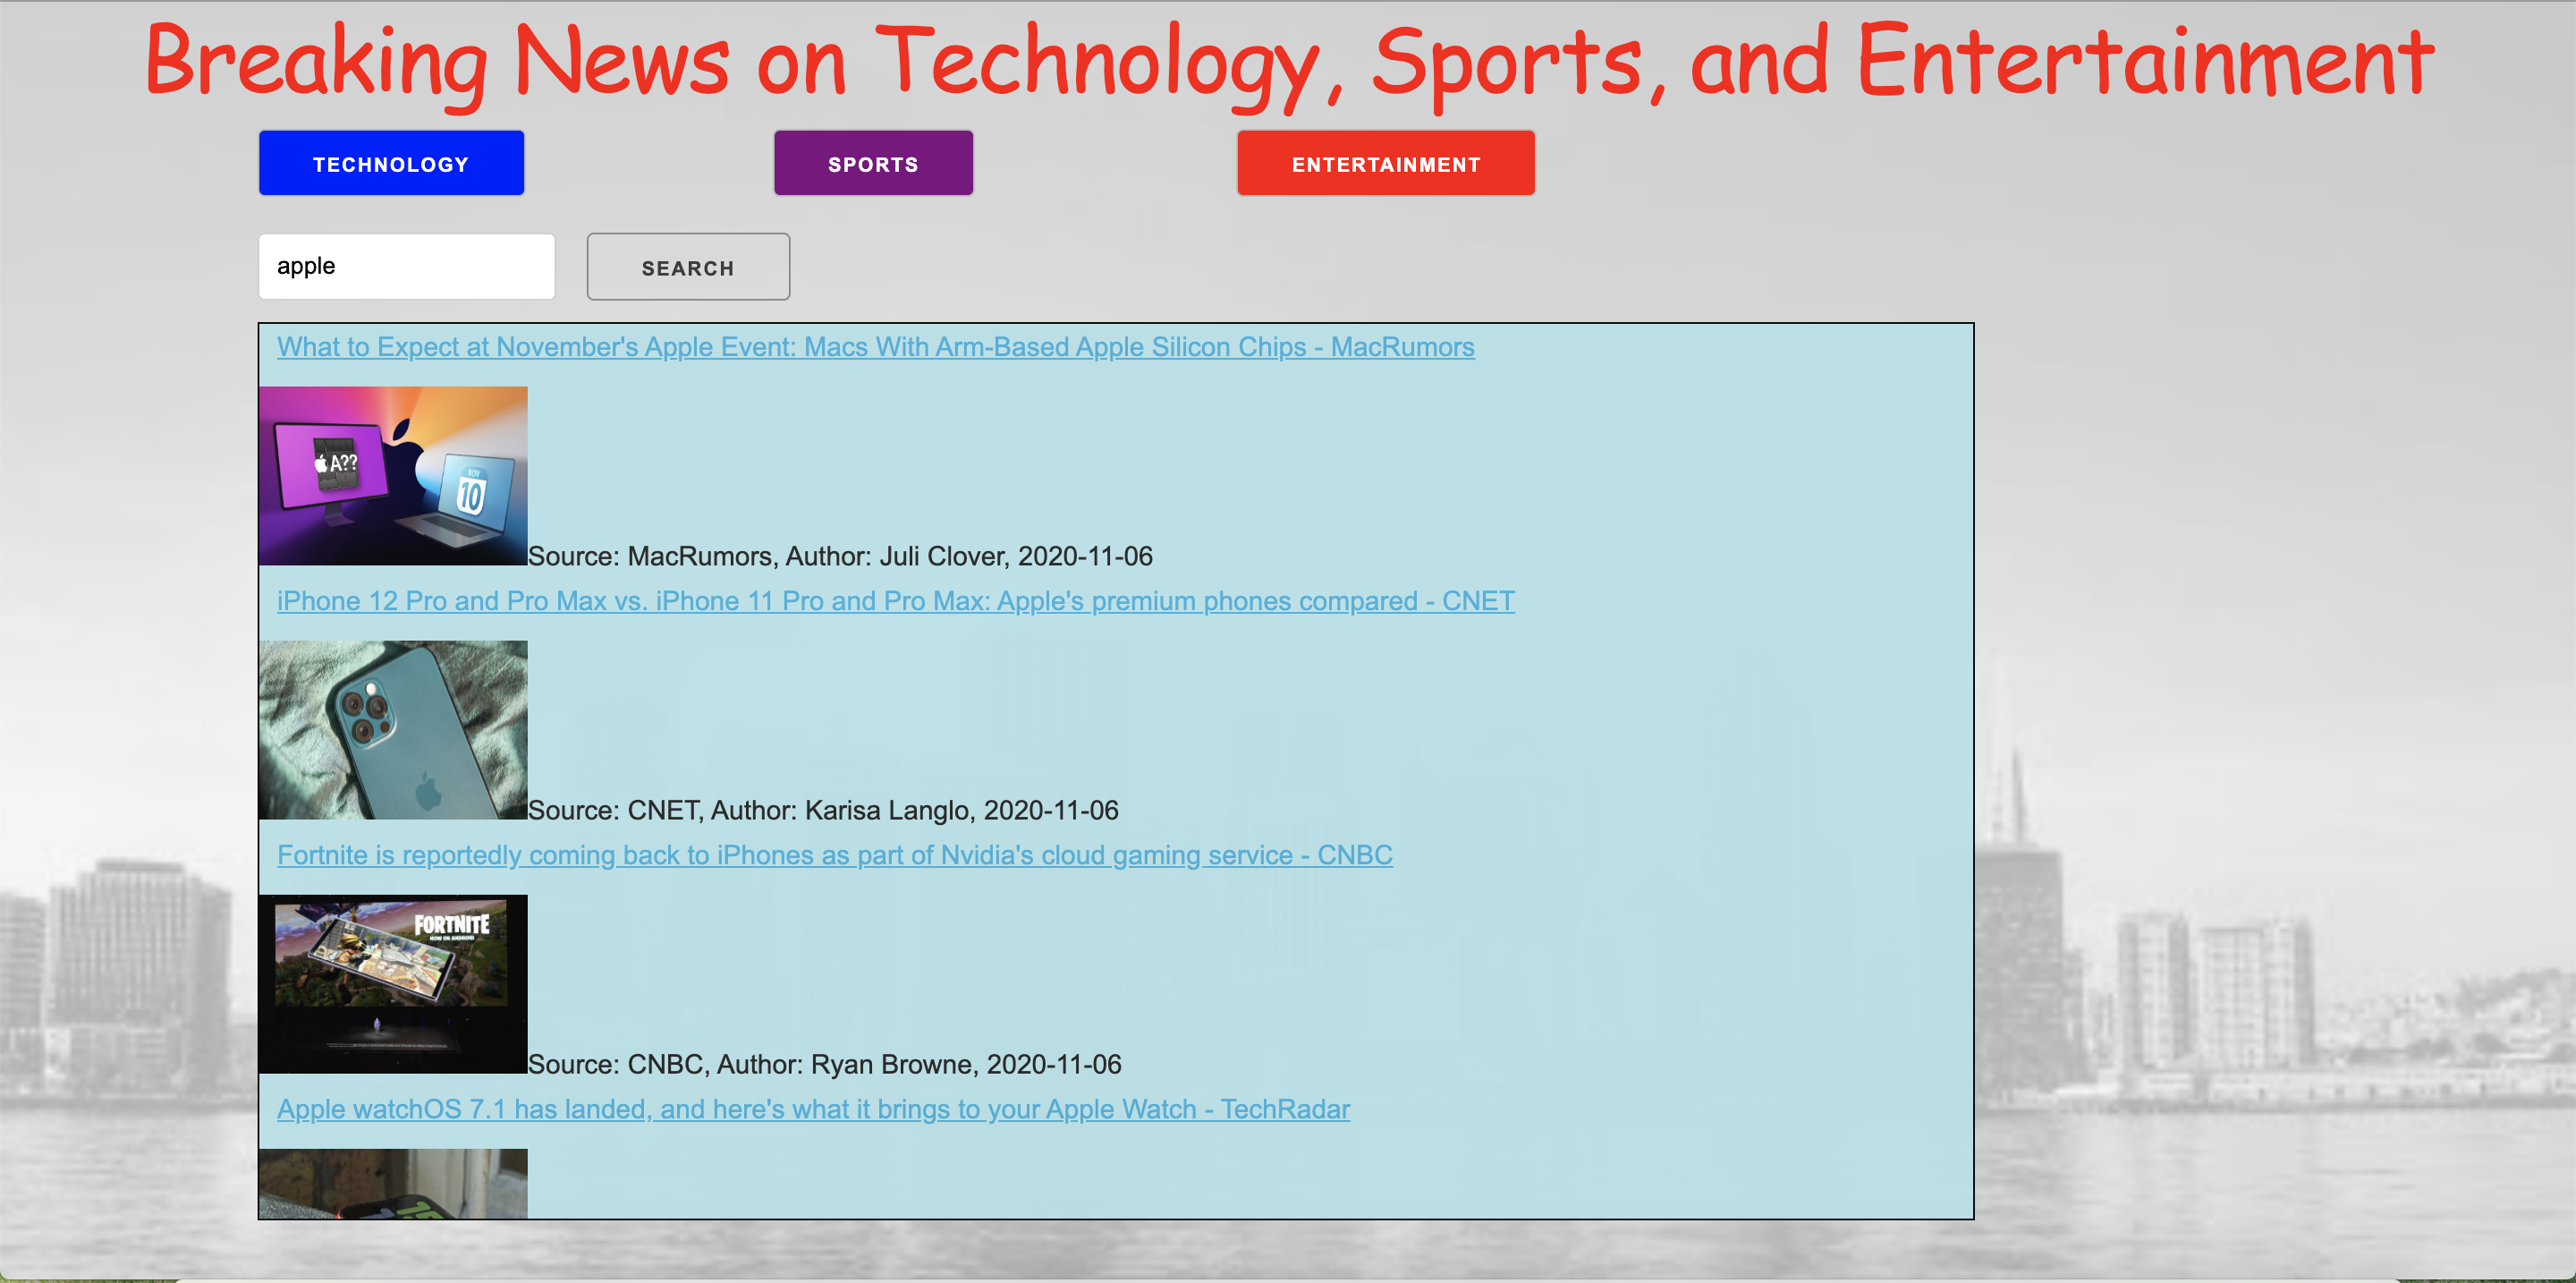 Breaking News on Technology, Sports, and Entertainment
TECHNOLOGY
SPORTS
ENTERTAINMENT
apple
SEARCH
What to Expect at November's Apple Event: Macs With Arm-Based Apple Silicon Chips - MacRumors
A??
NOV
10
Source: MacRumors, Author: Juli Clover, 2020-11-06
iPhone 12 Pro and Pro Max vs. iPhone 11 Pro and Pro Max: Apple's premium phones compared - CNET
Source: CNET, Author: Karisa Langlo, 2020-11-06
Fortnite is reportedly coming back to iPhones as part of Nvidia's cloud gaming service - CNBC
FORTNITE
NOW ON ANDROID
Source: CNBC, Author: Ryan Browne, 2020-11-06
Apple watchOS 7.1 has landed, and here's what it brings to your Apple Watch - TechRadar